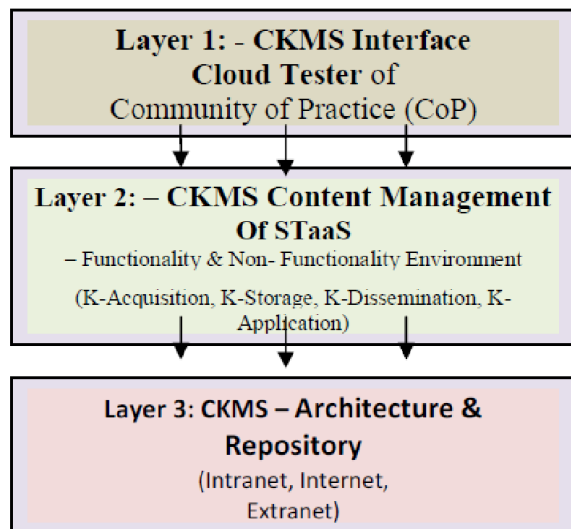 Layer 1: - CKMS Interface
Cloud Tester of
Community of Practice (CoP)
Layer 2: – CKMS Content Management
Of STaaS
– Functionality & Non- Functionality Environment
(K-Acquisition, K-Storage, K-Dissemination, K-
Application)
Layer 3: CKMS – Architecture &
Repository
(Intranet, Internet,
Extranet)